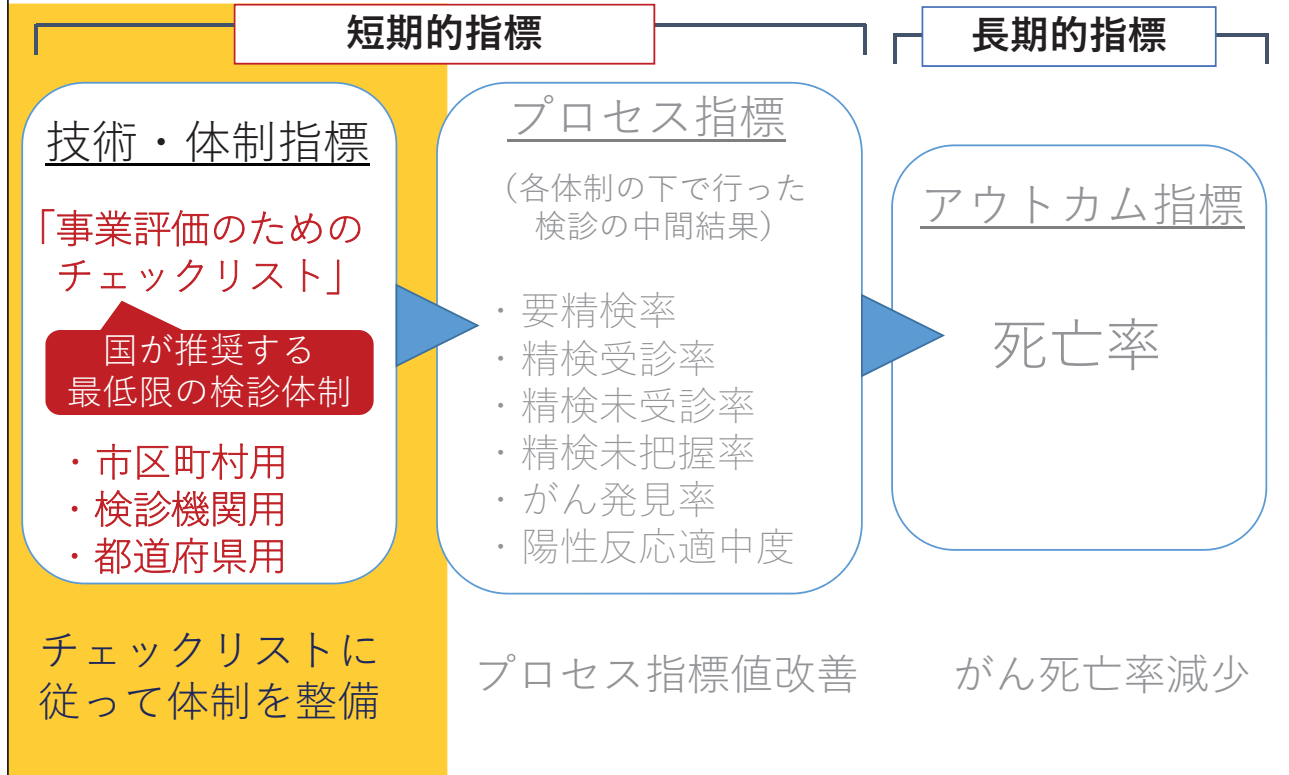 短期的指標
長期的指標
技術・体制指標
「事業評価のための
チェックリスト」
国が推奨する
最低限の検診体制
・市区町村用
・検診機関用
・都道府県用
チェックリストに
従って体制を整備
プロセス指標
（各体制の下で行った
検診の中間結果）
・要精検率
・精検受診率
・精検未受診率
・精検未把握率
・がん発見率
・陽性反応適中度
プロセス指標値改善
アウトカム指標
死亡率
がん死亡率減少